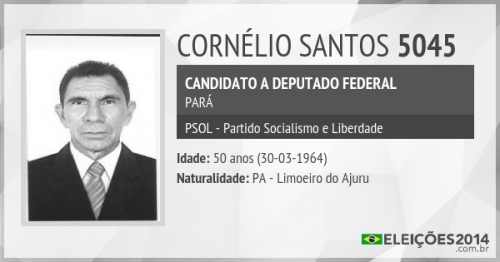 CORNÉLIO SANTOS 5045
CANDIDATO A DEPUTADO FEDERAL
PARÁ
PSOL - Partido Socialismo e Liberdade
Idade: 50 anos (30-03-1964)
Naturalidade: PA - Limoeiro do Ajuru
ELEIÇÕES2014
.com.br